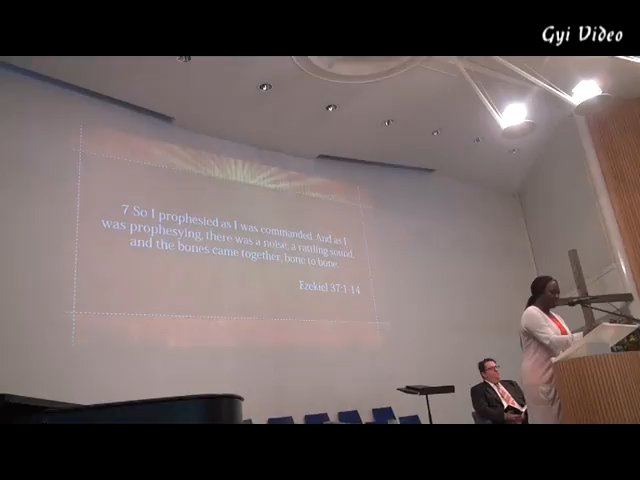 Gyi Video
7 So I prophesied as I was commanded. And as I
was prophesying, there was a noise, a rattling sound,
and the bones came together, bone to bone
Ezekiel 37:1-14